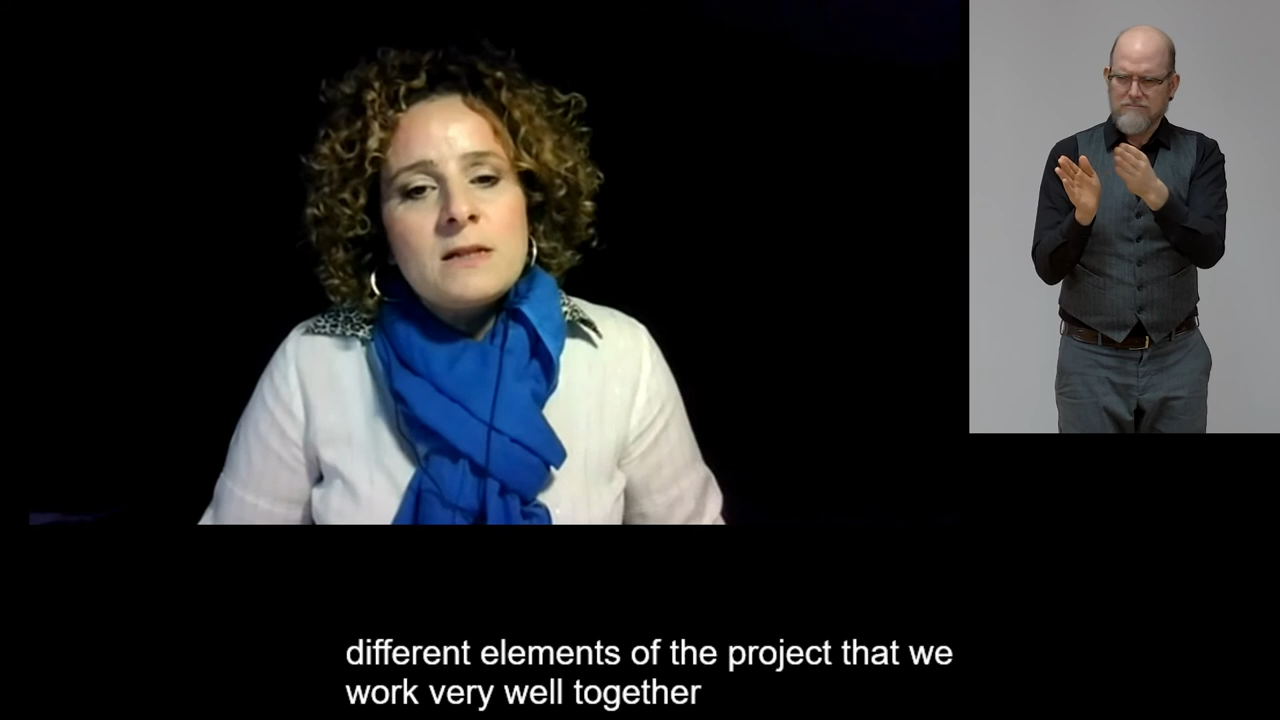 different elements of the project that we
work very well together